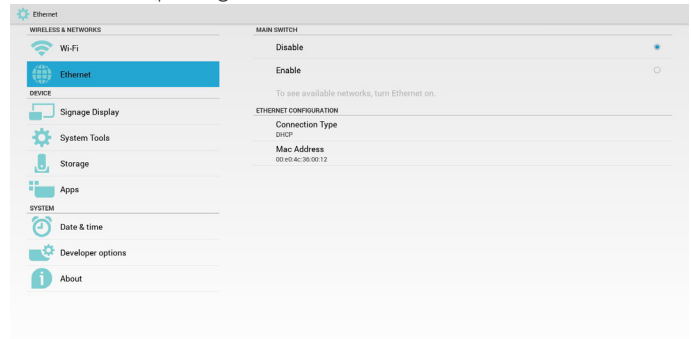 Ethernet
WIRELESS & NETWORKS
Wi-Fi
Ethernet
DEVICE
Signage Display
System Tools
Storage
Apps
SYSTEM
Date & time
Developer options
About
MAIN SWITCH
Disable
Enable
To see available networks, turn Ethernet on.
ETHERNET CONFIGURATION
Connection Type
DHCP
Mac Address
00:e0:4c:36:00:12